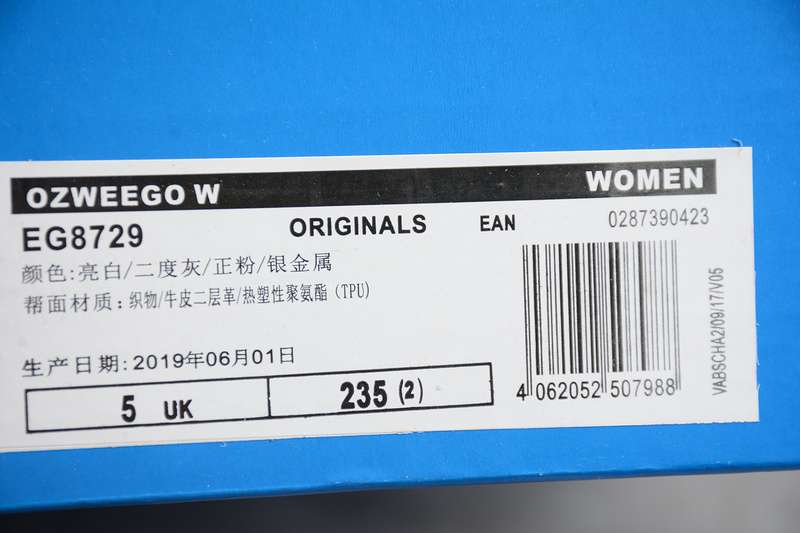 OZWEEGO W WOMEN
EG8729 ORIGINALS EAN 0287390423
颜色:亮白/二度灰/正粉/银金属
帮面材质:织物/牛皮二层革/热塑性聚氨酯(TPU)
生产日期:2019年06月01日
5 UK 235 (2)
4 062052 507988
VABSCHA2/09/17/V05